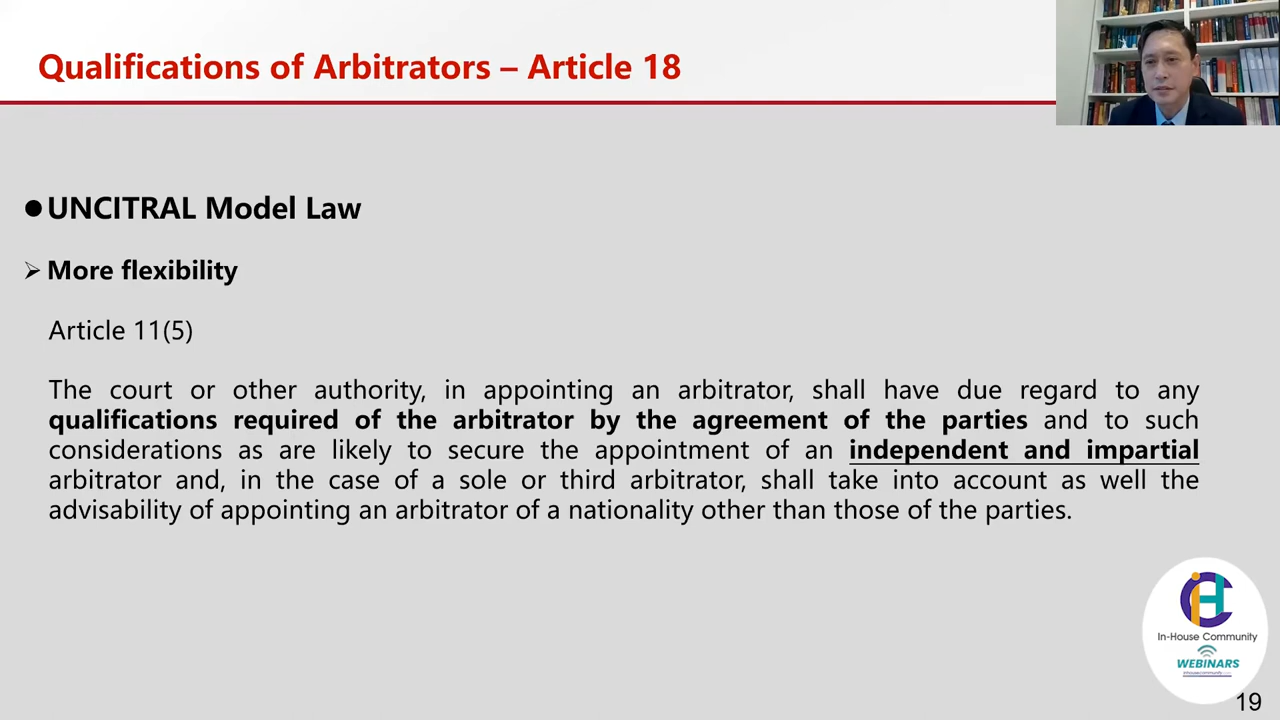 Qualifications of Arbitrators – Article 18
●UNCITRAL Model Law
➢ More flexibility
Article 11(5)
The court or other authority, in appointing an arbitrator, shall have due regard to any
qualifications required of the arbitrator by the agreement of the parties and to such
considerations as are likely to secure the appointment of an independent and impartial
arbitrator and, in the case of a sole or third arbitrator, shall take into account as well the
advisability of appointing an arbitrator of a nationality other than those of the parties.
iHC
In-House Community
WEBINARS
19